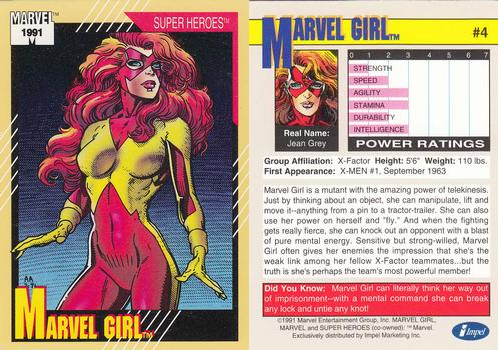 MARVEL™
1991
SUPER HEROES™
MARVEL GIRL™
MARVEL GIRL™
#4
0 1 2 3 4 5 6 7
STRENGTH
SPEED
AGILITY
STAMINA
DURABILITY
INTELLIGENCE
POWER RATINGS
Real Name:
Jean Grey
Group Affiliation: X-Factor Height: 5'6" Weight: 110 lbs.
First Appearance: X-MEN #1, September 1963
Marvel Girl is a mutant with the amazing power of telekinesis.
Just by thinking about an object, she can manipulate, lift and
move it--anything from a pin to a tractor-trailer. She can also
use her power on herself and "fly." And when the fighting
gets really fierce, she can knock out an opponent with a blast
of pure mental energy. Sensitive but strong-willed, Marvel
Girl often gives her enemies the impression that she's the
weak link among her fellow X-Factor teammates...but the
truth is she's perhaps the team's most powerful member!
Did You Know: Marvel Girl can literally think her way out
of imprisonment--with a mental command she can break
any lock and untie any knot!
©1991 Marvel Entertainment Group, Inc. MARVEL GIRL,
MARVEL and SUPER HEROES (co-owned): ™ Marvel.
Exclusively distributed by Impel Marketing Inc.
Impel